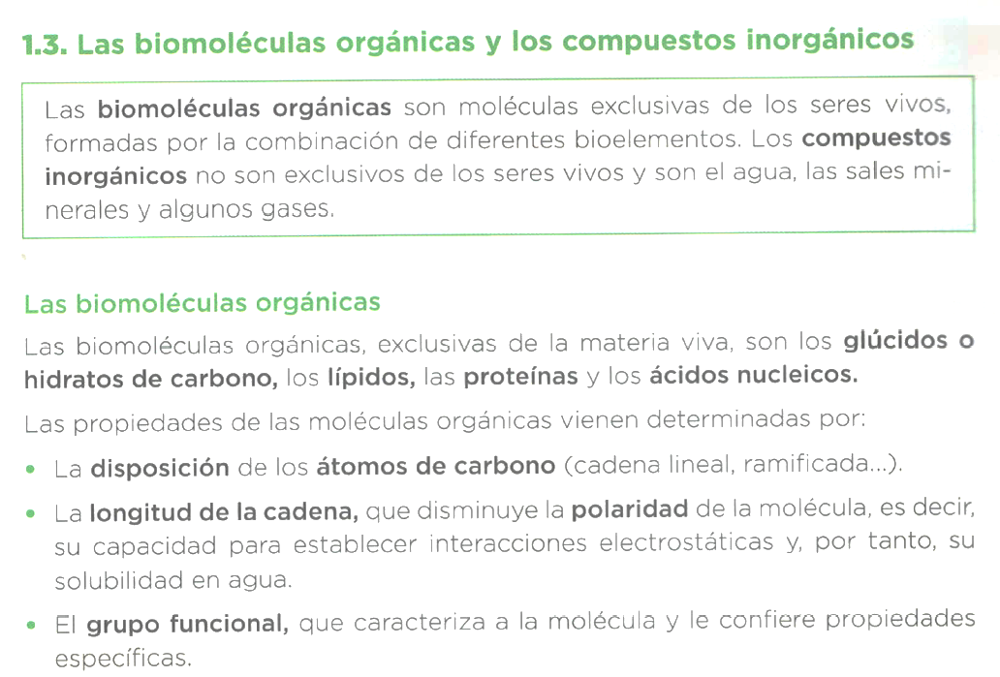 1.3. Las biomoléculas orgánicas y los compuestos inorgánicos
Las biomoléculas orgánicas son moléculas exclusivas de los seres vivos,
formadas por la combinación de diferentes bioelementos. Los compuestos
inorgánicos no son exclusivos de los seres vivos y son el agua, las sales mi-
nerales y algunos gases.
Las biomoléculas orgánicas
Las biomoléculas orgánicas, exclusivas de la materia viva, son los glúcidos o
hidratos de carbono, los lípidos, las proteínas y los ácidos nucleicos.
Las propiedades de las moléculas orgánicas vienen determinadas por:
• La disposición de los átomos de carbono (cadena lineal, ramificada...).
• La longitud de la cadena, que disminuye la polaridad de la molécula, es decir,
su capacidad para establecer interacciones electrostáticas y, por tanto, su
solubilidad en agua.
• El grupo funcional, que caracteriza a la molécula y le confiere propiedades
específicas.